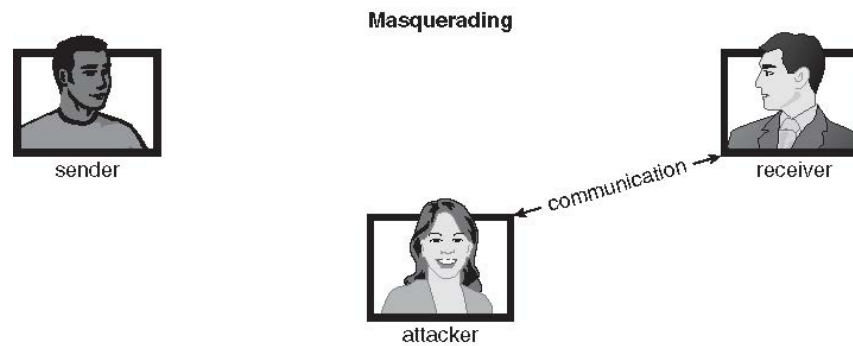 Masquerading
sender
communication
receiver
attacker